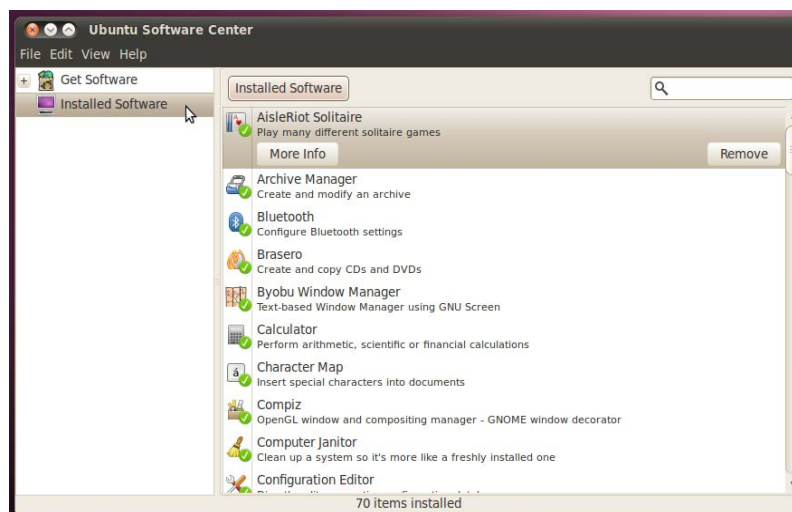 Ubuntu Software Center
File Edit View Help
Get Software
Installed Software
Installed Software
AisleRiot Solitaire
Play many different solitaire games
More Info
Remove
Archive Manager
Create and modify an archive
Bluetooth
Configure Bluetooth settings
Brasero
Create and copy CDs and DVDs
Byobu Window Manager
Text-based Window Manager using GNU Screen
Calculator
Perform arithmetic, scientific or financial calculations
Character Map
Insert special characters into documents
Compiz
OpenGL window and compositing manager - GNOME window decorator
Computer Janitor
Clean up a system so it's more like a freshly installed one
Configuration Editor
70 items installed